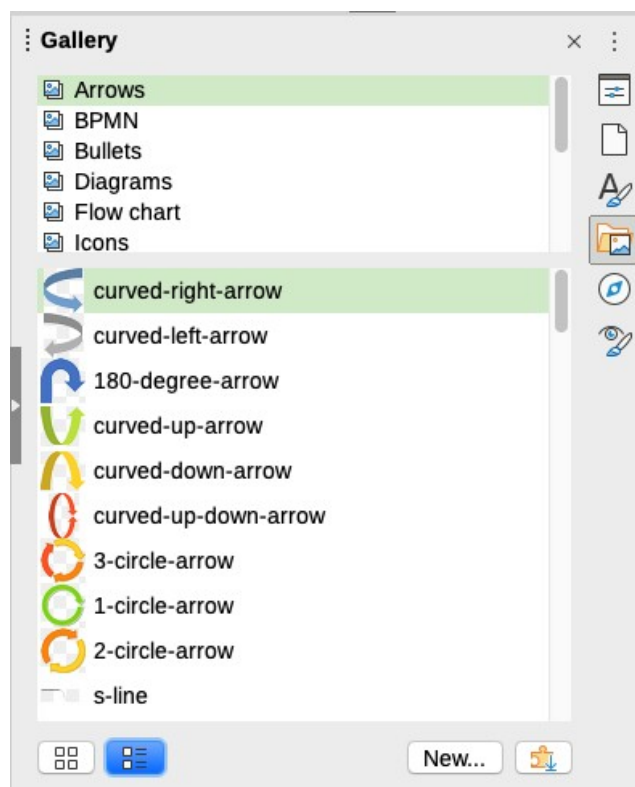 Gallery
Arrows
BPMN
Bullets
Diagrams
Flow chart
Icons
curved-right-arrow
curved-left-arrow
180-degree-arrow
curved-up-arrow
curved-down-arrow
curved-up-down-arrow
3-circle-arrow
1-circle-arrow
2-circle-arrow
s-line
New...